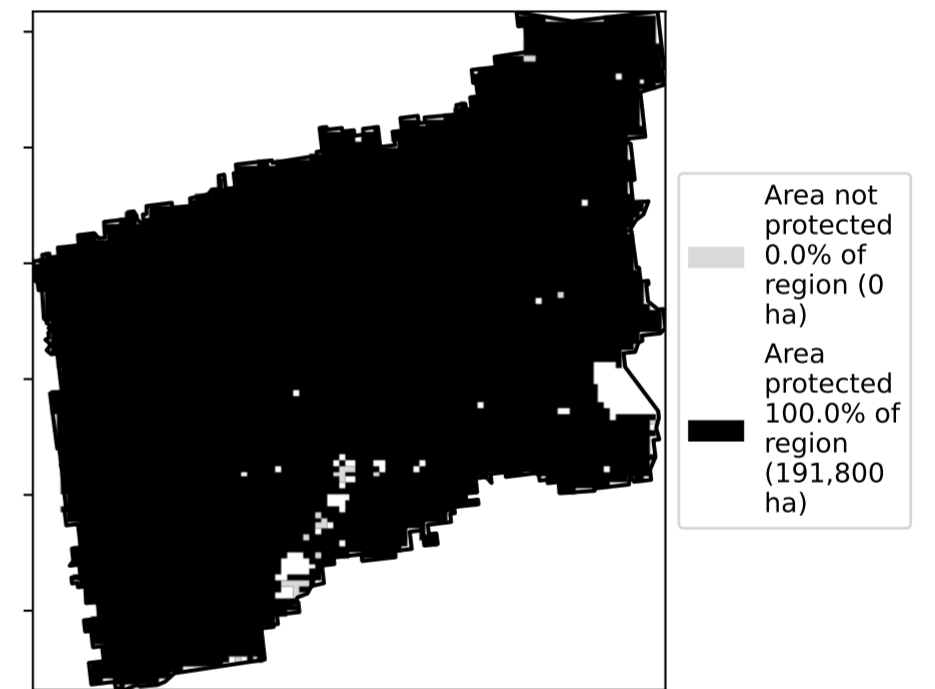 Area not
protected
0.0% of
region (0
ha)
Area
protected
100.0% of
region
(191,800
ha)